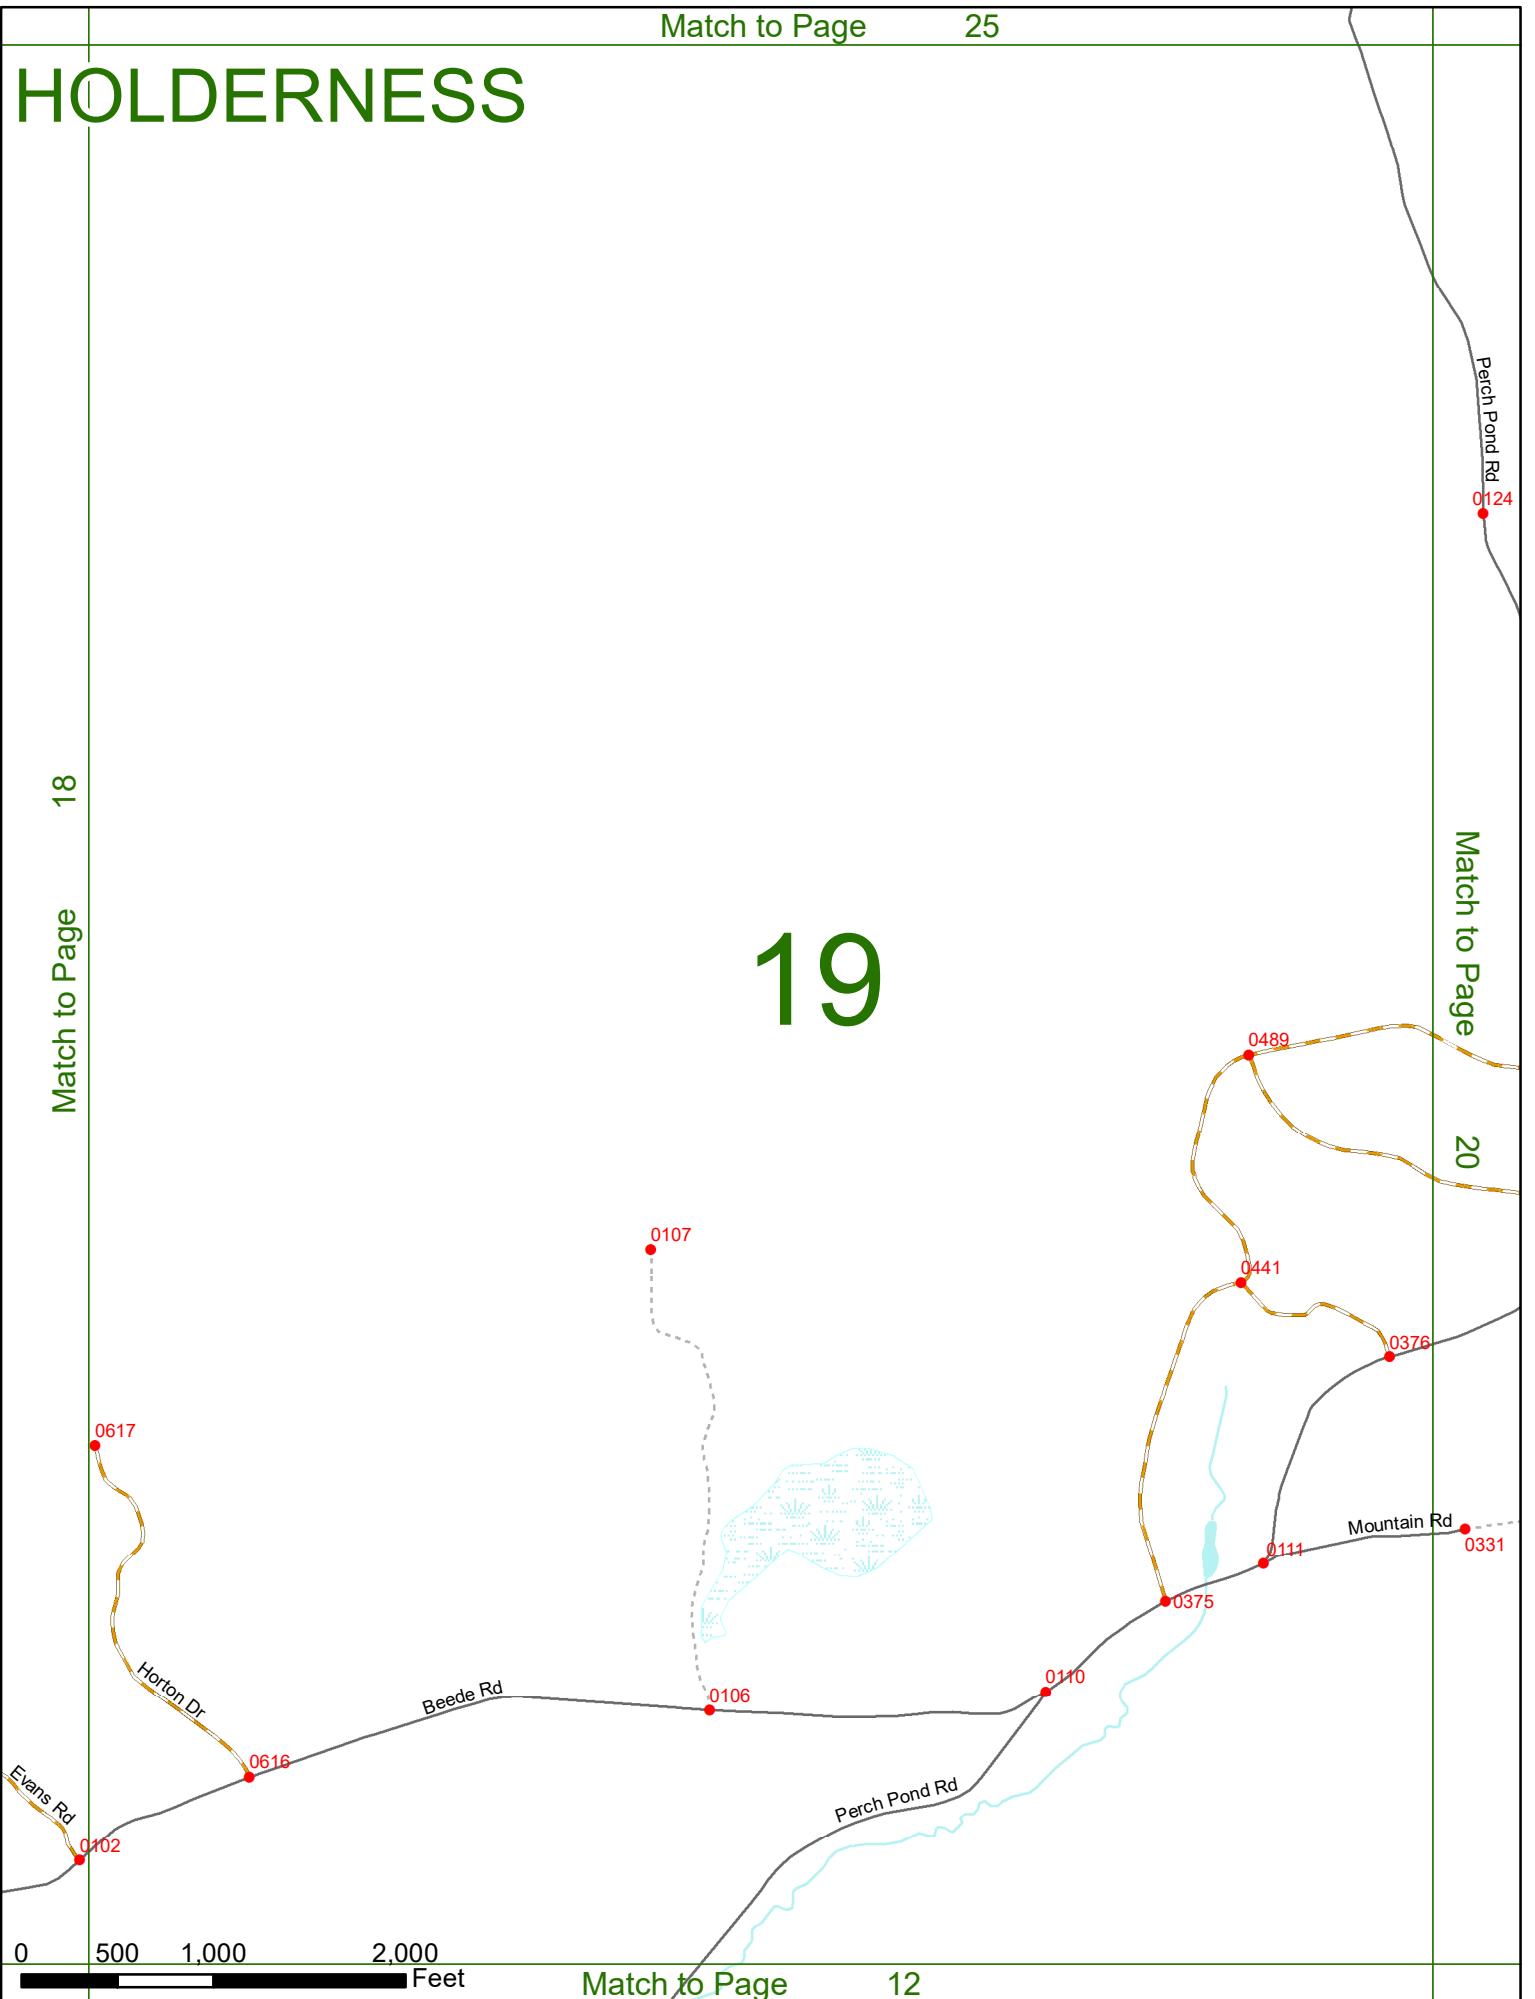 Match to Page 25
HOLDERNESS
Perch Pond Rd
0124
18
Match to Page
Match to Page
20
19
0489
0107
0441
0376
0617
Mountain Rd
0331
0111
0375
Horton Dr
Beede Rd
0110
0106
0616
Evans Rd
Perch Pond Rd
0102
0 500 1,000 2,000
Feet
Match to Page 12